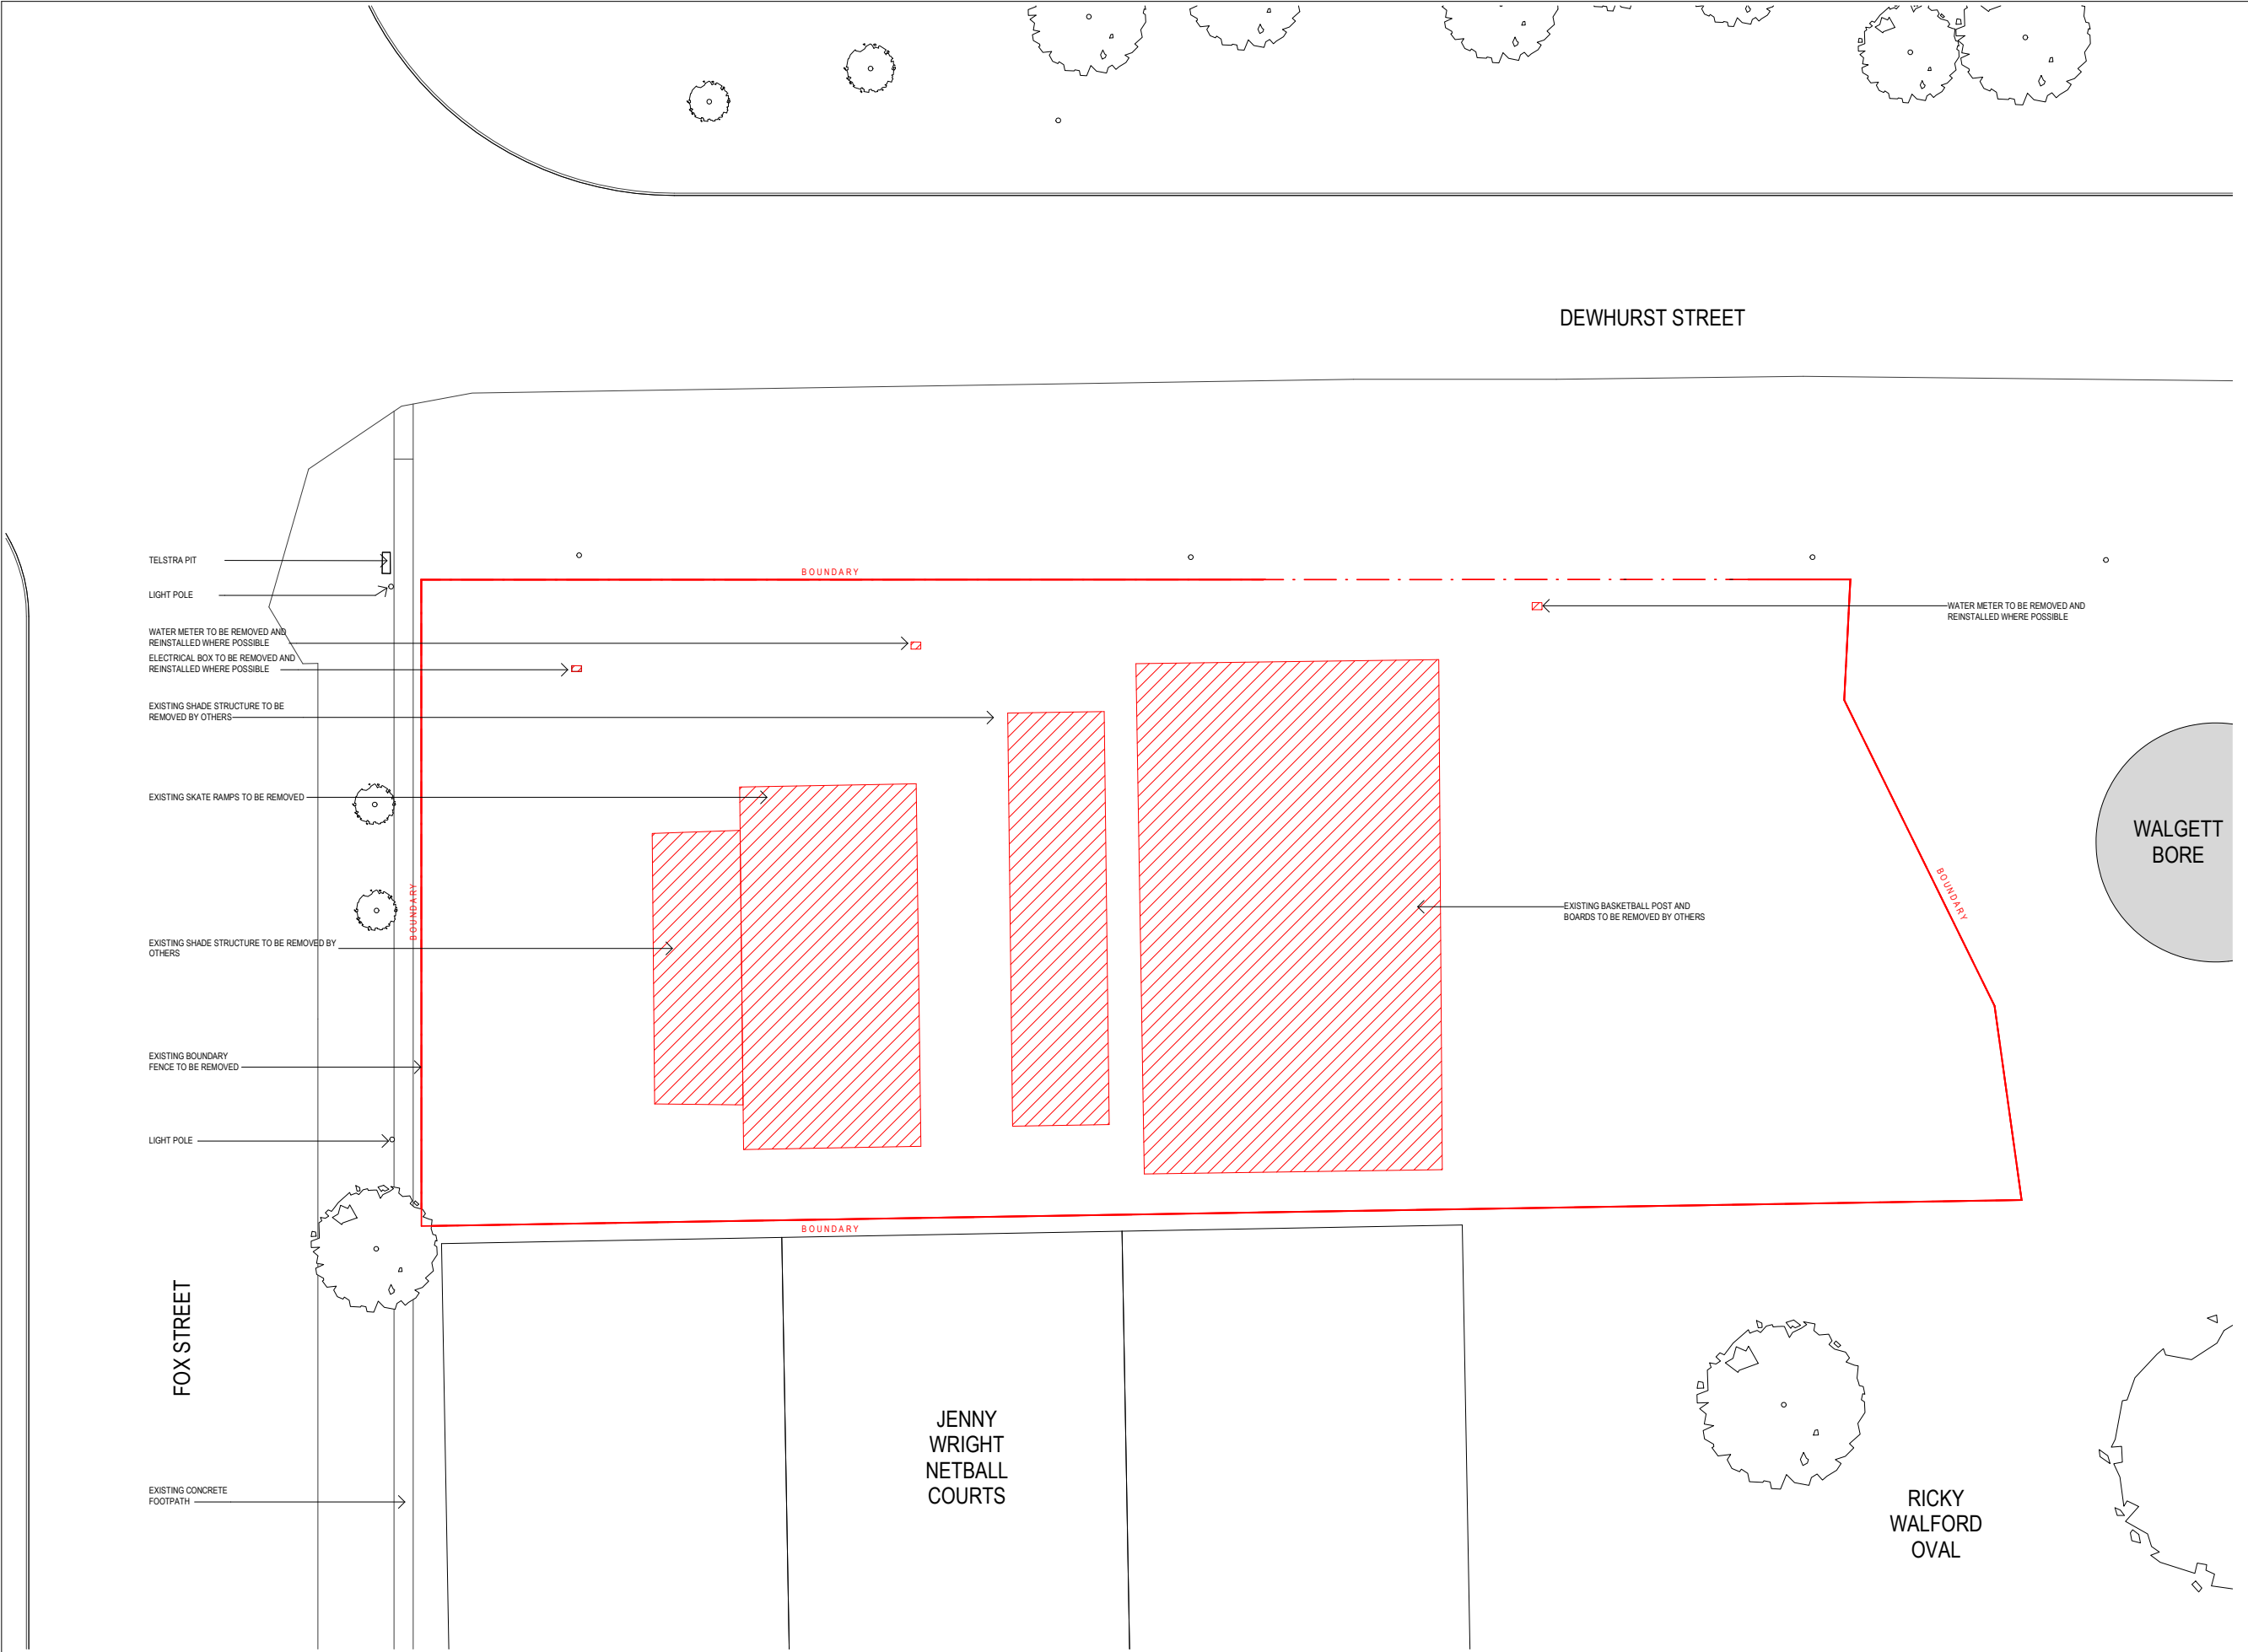 DEWHURST STREET
TELSTRA PIT
BOUNDARY
LIGHT POLE
WATER METER TO BE REMOVED AND
REINSTALLED WHERE POSSIBLE
WATER METER TO BE REMOVED AND
REINSTALLED WHERE POSSIBLE
ELECTRICAL BOX TO BE REMOVED AND
REINSTALLED WHERE POSSIBLE
EXISTING SHADE STRUCTURE TO BE
REMOVED BY OTHERS
EXISTING SKATE RAMPS TO BE REMOVED
WALGETT
BORE
BOUNDARY
BOUNDARY
EXISTING BASKETBALL POST AND
BOARDS TO BE REMOVED BY OTHERS
EXISTING SHADE STRUCTURE TO BE REMOVED BY
OTHERS
EXISTING BOUNDARY
FENCE TO BE REMOVED
LIGHT POLE
BOUNDARY
FOX STREET
JENNY
WRIGHT
NETBALL
COURTS
EXISTING CONCRETE
FOOTPATH
RICKY
WALFORD
OVAL